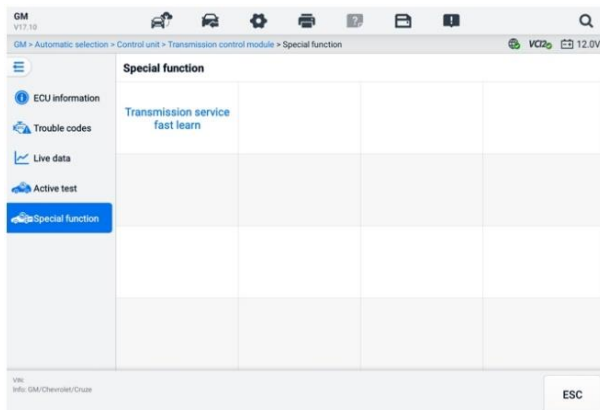 GM
V17.10
GM > Automatic selection > Control unit > Transmission control module > Special function
VCI2
12.0V
Special function
ECU information
Trouble codes
Live data
Active test
Special function
Transmission service
fast learn
VIN:
Info: GM/Chevrolet/Cruze
ESC